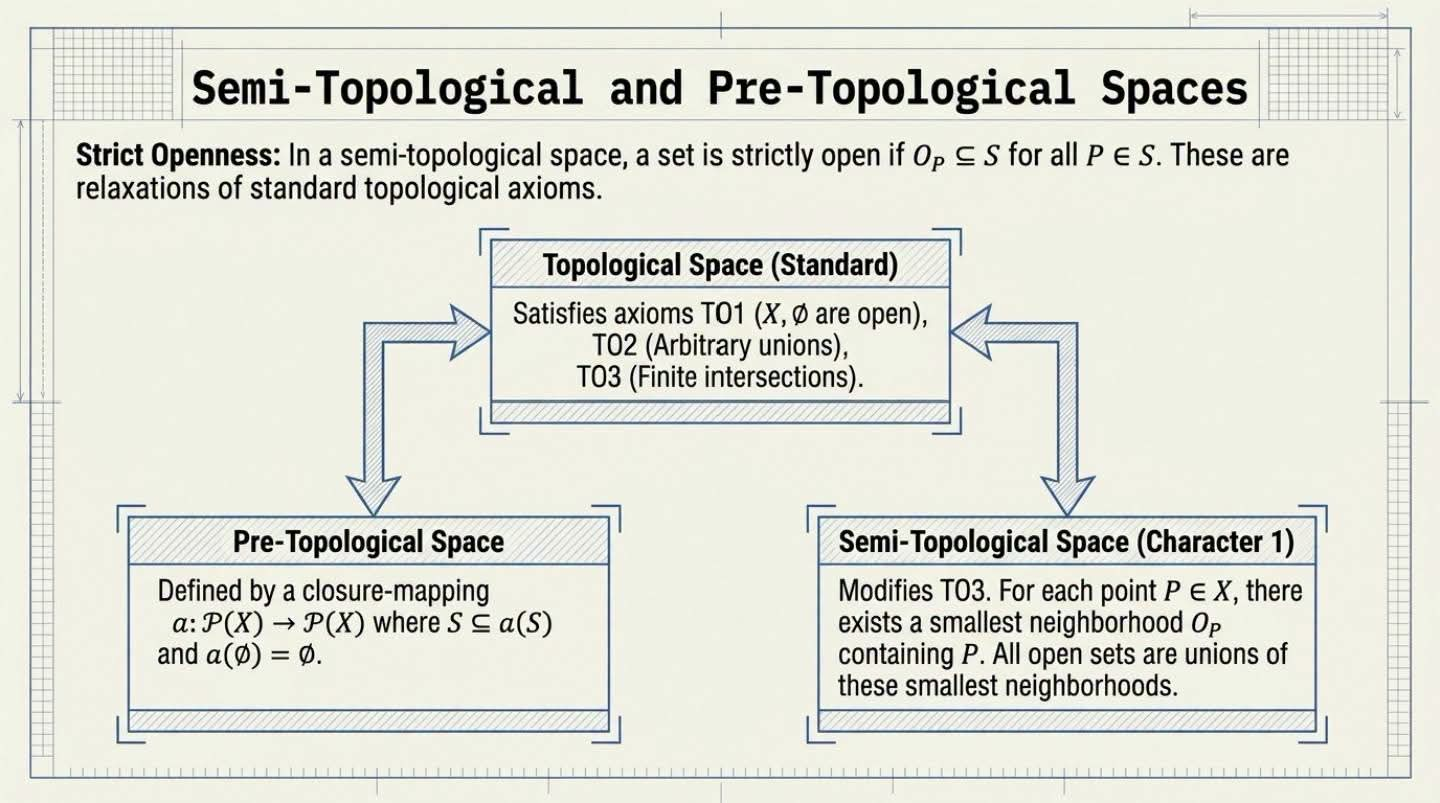 Semi-Topological and Pre-Topological Spaces
Strict Openness: In a semi-topological space, a set is strictly open if O_P ⊆ S for all P ∈ S. These are
relaxations of standard topological axioms.
Topological Space (Standard)
Satisfies axioms TO1 (X, ∅ are open),
TO2 (Arbitrary unions),
TO3 (Finite intersections).
Pre-Topological Space
Defined by a closure-mapping
a: 𝒫(X) → 𝒫(X) where S ⊆ a(S)
and a(∅) = ∅.
Semi-Topological Space (Character 1)
Modifies TO3. For each point P ∈ X, there
exists a smallest neighborhood O_P
containing P. All open sets are unions of
these smallest neighborhoods.